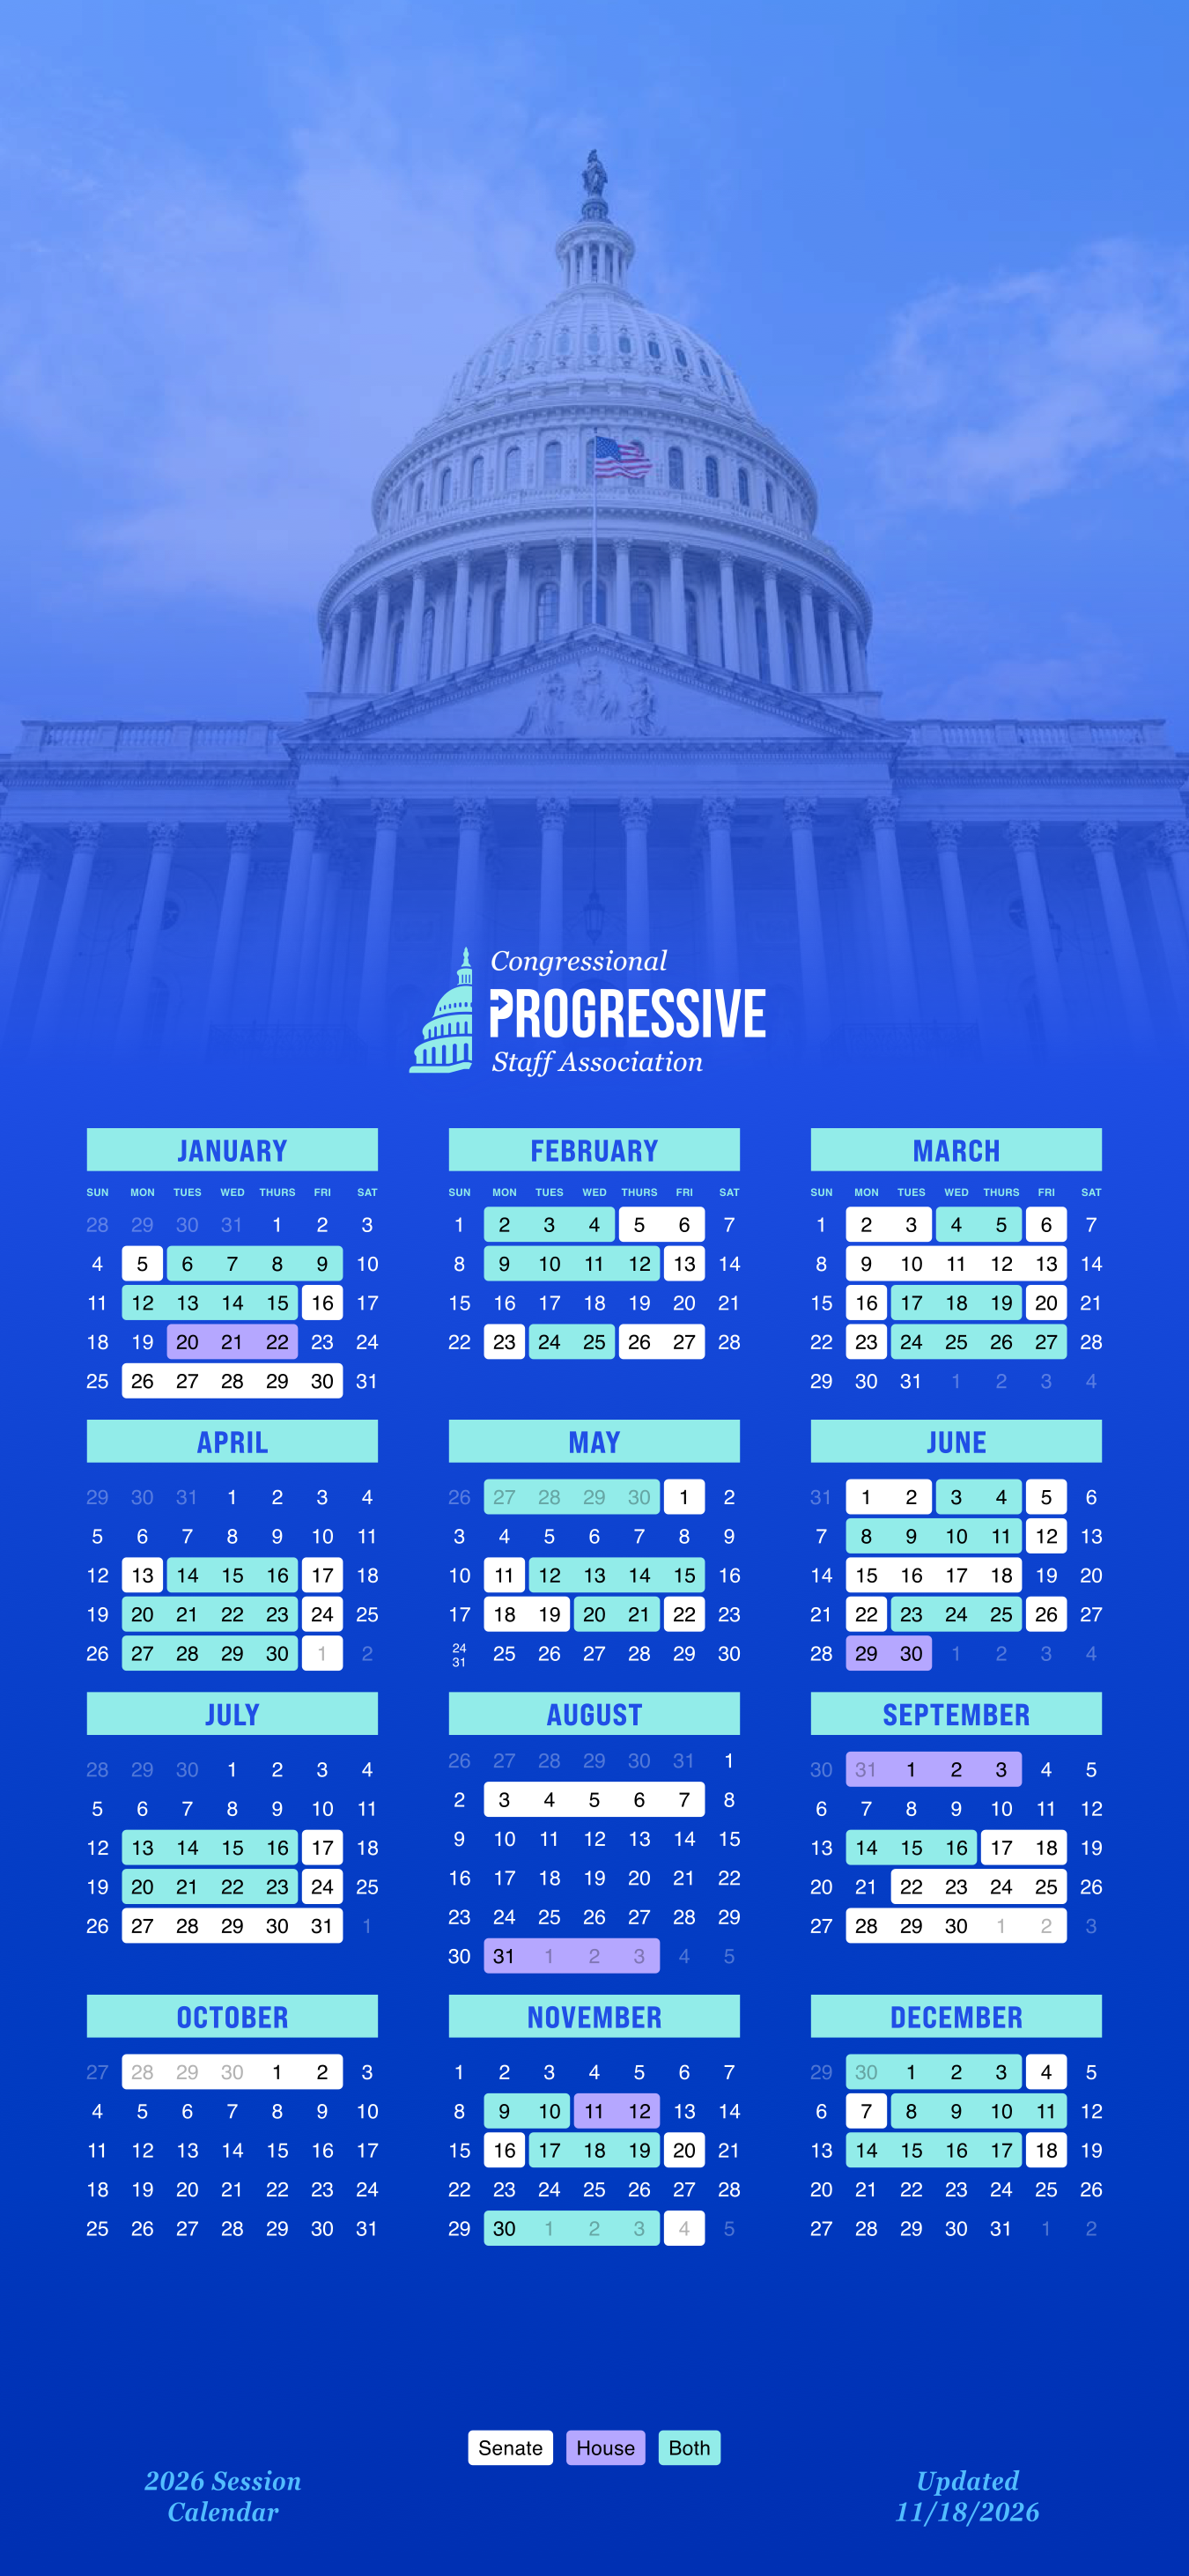 Congressional
PROGRESSIVE
Staff Association
JANUARY
SUN MON TUES WED THURS FRI SAT
28 29 30 31 1 2 3
4 5 6 7 8 9 10
11 12 13 14 15 16 17
18 19 20 21 22 23 24
25 26 27 28 29 30 31
FEBRUARY
SUN MON TUES WED THURS FRI SAT
1 2 3 4 5 6 7
8 9 10 11 12 13 14
15 16 17 18 19 20 21
22 23 24 25 26 27 28
MARCH
SUN MON TUES WED THURS FRI SAT
1 2 3 4 5 6 7
8 9 10 11 12 13 14
15 16 17 18 19 20 21
22 23 24 25 26 27 28
29 30 31 1 2 3 4
APRIL
29 30 31 1 2 3 4
5 6 7 8 9 10 11
12 13 14 15 16 17 18
19 20 21 22 23 24 25
26 27 28 29 30 1 2
MAY
26 27 28 29 30 1 2
3 4 5 6 7 8 9
10 11 12 13 14 15 16
17 18 19 20 21 22 23
24 31 25 26 27 28 29 30
JUNE
31 1 2 3 4 5 6
7 8 9 10 11 12 13
14 15 16 17 18 19 20
21 22 23 24 25 26 27
28 29 30 1 2 3 4
JULY
28 29 30 1 2 3 4
5 6 7 8 9 10 11
12 13 14 15 16 17 18
19 20 21 22 23 24 25
26 27 28 29 30 31 1
AUGUST
26 27 28 29 30 31 1
2 3 4 5 6 7 8
9 10 11 12 13 14 15
16 17 18 19 20 21 22
23 24 25 26 27 28 29
30 31 1 2 3 4 5
SEPTEMBER
30 31 1 2 3 4 5
6 7 8 9 10 11 12
13 14 15 16 17 18 19
20 21 22 23 24 25 26
27 28 29 30 1 2 3
OCTOBER
27 28 29 30 1 2 3
4 5 6 7 8 9 10
11 12 13 14 15 16 17
18 19 20 21 22 23 24
25 26 27 28 29 30 31
NOVEMBER
1 2 3 4 5 6 7
8 9 10 11 12 13 14
15 16 17 18 19 20 21
22 23 24 25 26 27 28
29 30 1 2 3 4 5
DECEMBER
29 30 1 2 3 4 5
6 7 8 9 10 11 12
13 14 15 16 17 18 19
20 21 22 23 24 25 26
27 28 29 30 31 1 2
Senate House Both
2026 Session
Calendar
Updated
11/18/2026